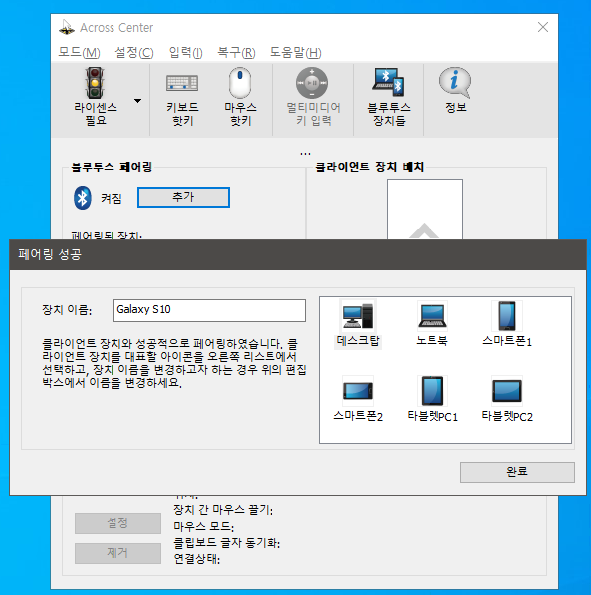 Across Center
모드(M) 설정(C) 입력(I) 복구(R) 도움말(H)
라이센스
필요
키보드
핫키
마우스
핫키
멀티미디어
키 입력
블루투스
장치들
정보
...
블루투스 페어링
클라이언트 장치 배치
켜짐
추가
페어링된 장치:
페어링 성공
장치 이름:
Galaxy S10
클라이언트 장치와 성공적으로 페어링하였습니다. 클
라이언트 장치를 대표할 아이콘을 오른쪽 리스트에서
선택하고, 장치 이름을 변경하고자 하는 경우 위의 편집
박스에서 이름을 변경하세요.
데스크탑
노트북
스마트폰1
스마트폰2
타블렛PC1
타블렛PC2
완료
설정
제거
장치 간 마우스 끌기:
마우스 모드:
클립보드 글자 동기화:
연결상태: